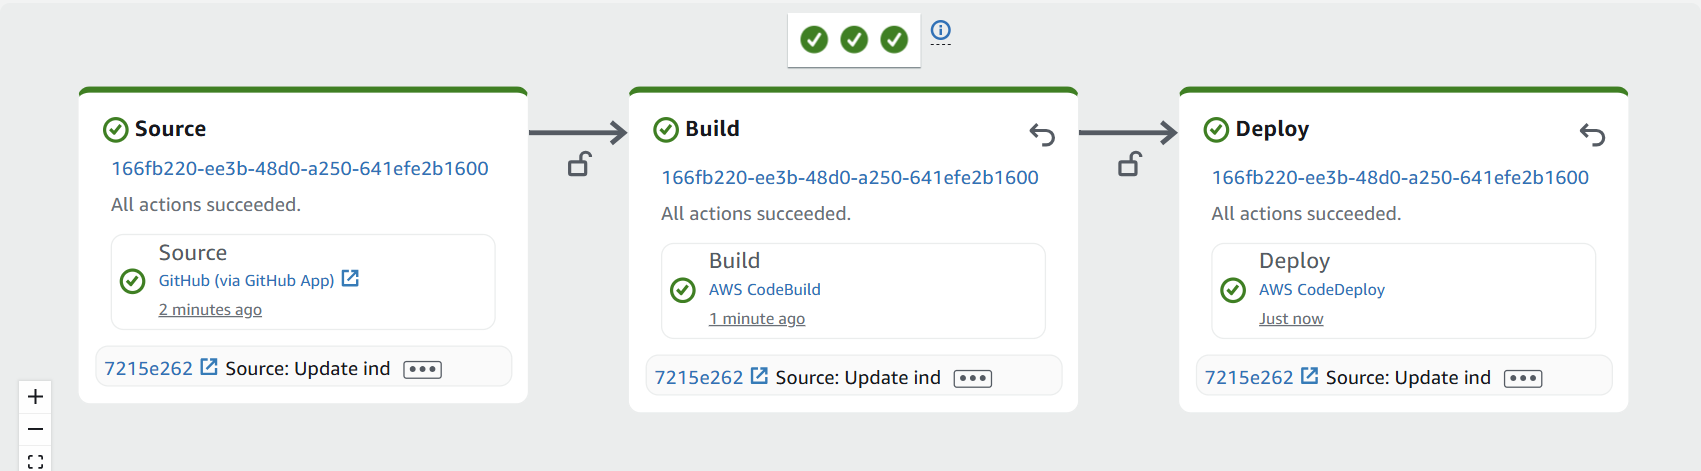 Source
166fb220-ee3b-48d0-a250-641efe2b1600
All actions succeeded.
Source
GitHub (via GitHub App)
2 minutes ago
7215e262 Source: Update ind
Build
166fb220-ee3b-48d0-a250-641efe2b1600
All actions succeeded.
Build
AWS CodeBuild
1 minute ago
7215e262 Source: Update ind
Deploy
166fb220-ee3b-48d0-a250-641efe2b1600
All actions succeeded.
Deploy
AWS CodeDeploy
Just now
7215e262 Source: Update ind